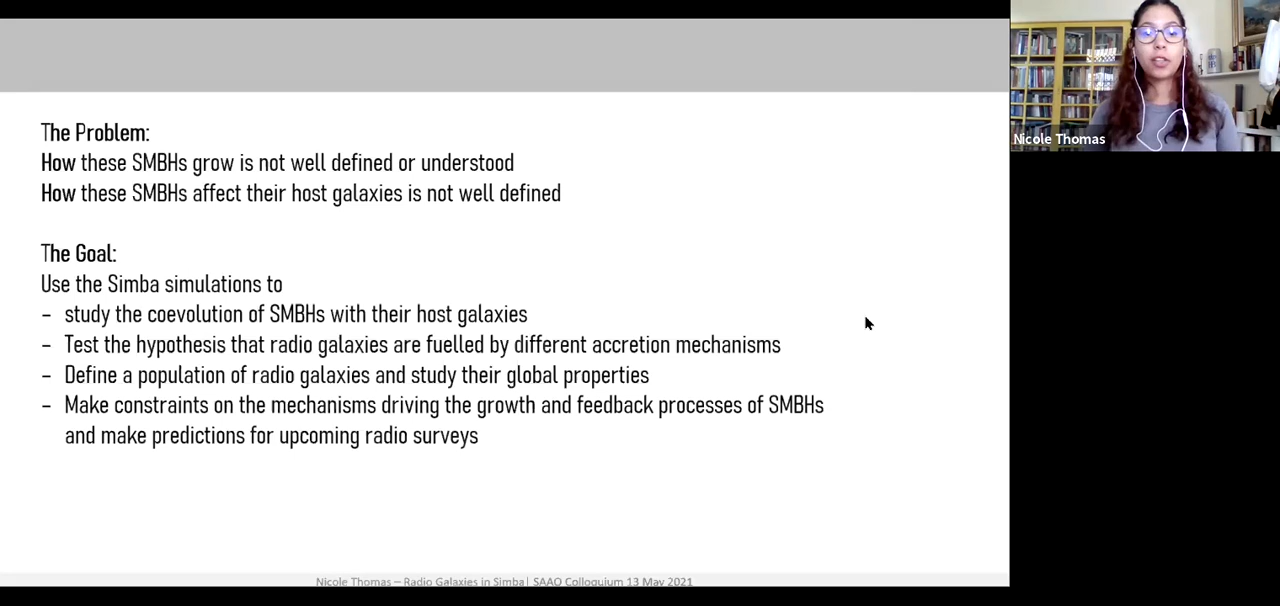 The Problem:
How these SMBHs grow is not well defined or understood
How these SMBHs affect their host galaxies is not well defined
The Goal:
Use the Simba simulations to
- study the coevolution of SMBHs with their host galaxies
- Test the hypothesis that radio galaxies are fuelled by different accretion mechanisms
- Define a population of radio galaxies and study their global properties
- Make constraints on the mechanisms driving the growth and feedback processes of SMBHs
and make predictions for upcoming radio surveys
Nicole Thomas – Radio Galaxies in Simba| SAAO Colloquium 13 May 2021
Nicole Thomas